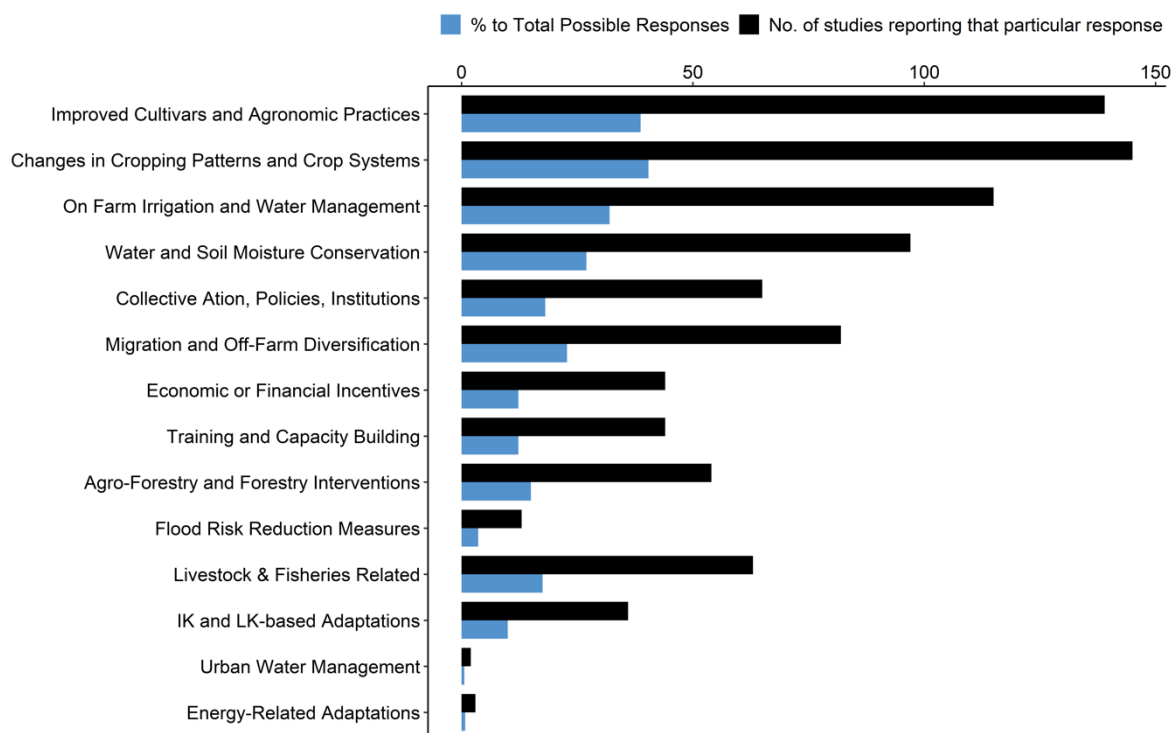 % to Total Possible Responses No. of studies reporting that particular response
0 50 100 150
Improved Cultivars and Agronomic Practices
Changes in Cropping Patterns and Crop Systems
On Farm Irrigation and Water Management
Water and Soil Moisture Conservation
Collective Ation, Policies, Institutions
Migration and Off-Farm Diversification
Economic or Financial Incentives
Training and Capacity Building
Agro-Forestry and Forestry Interventions
Flood Risk Reduction Measures
Livestock & Fisheries Related
IK and LK-based Adaptations
Urban Water Management
Energy-Related Adaptations